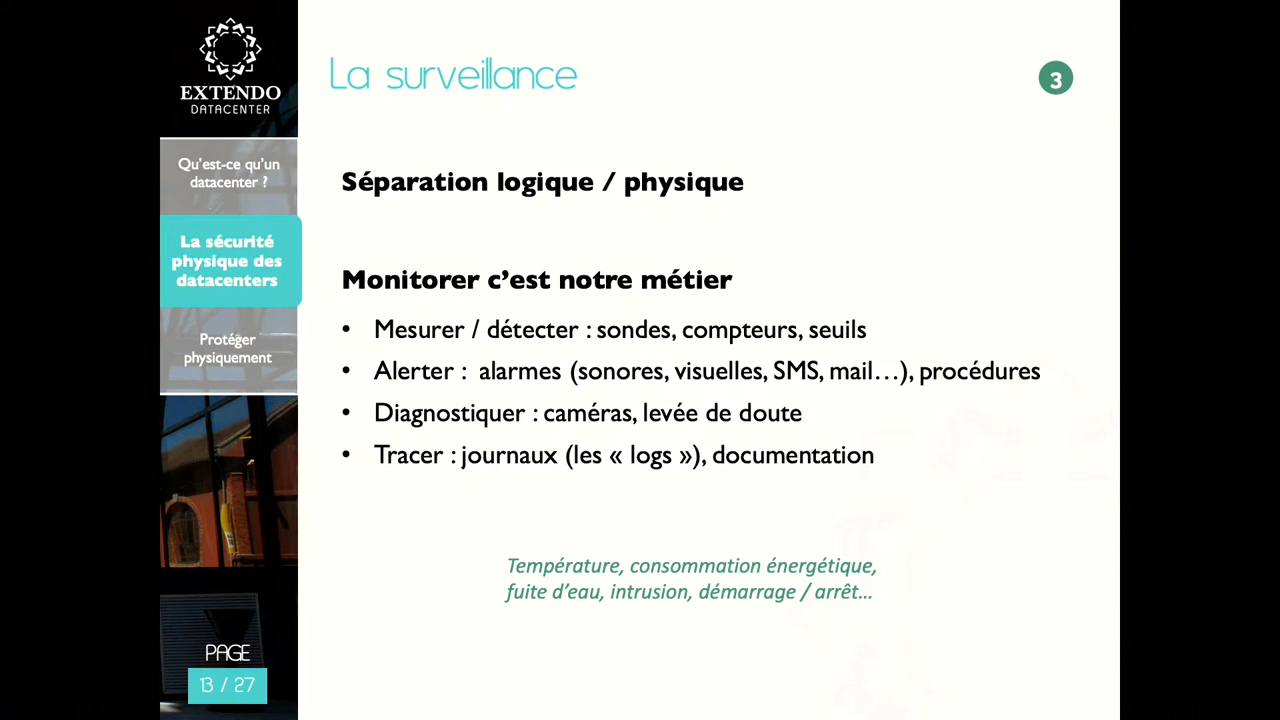 EXTENDO
DATACENTER
Qu'est-ce qu'un
datacenter ?
La sécurité
physique des
datacenters
Protéger
physiquement
PAGE
13 / 27
La surveillance
3
Séparation logique / physique
Monitorer c'est notre métier
• Mesurer / détecter : sondes, compteurs, seuils
• Alerter : alarmes (sonores, visuelles, SMS, mail…), procédures
• Diagnostiquer : caméras, levée de doute
• Tracer : journaux (les « logs »), documentation
Température, consommation énergétique,
fuite d'eau, intrusion, démarrage / arrêt…